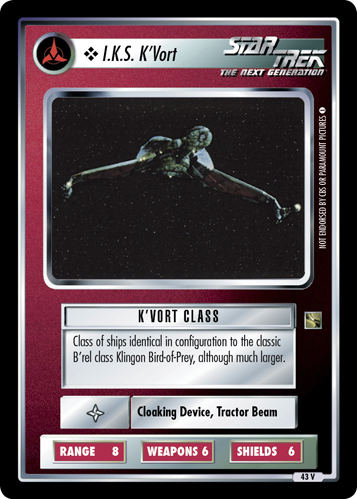 ❖ I.K.S. K'Vort
STAR TREK
THE NEXT GENERATION
NOT ENDORSED BY CBS OR PARAMOUNT PICTURES
K'VORT CLASS
Class of ships identical in configuration to the classic
B'rel class Klingon Bird-of-Prey, although much larger.
Cloaking Device, Tractor Beam
RANGE 8 WEAPONS 6 SHIELDS 6
43 V